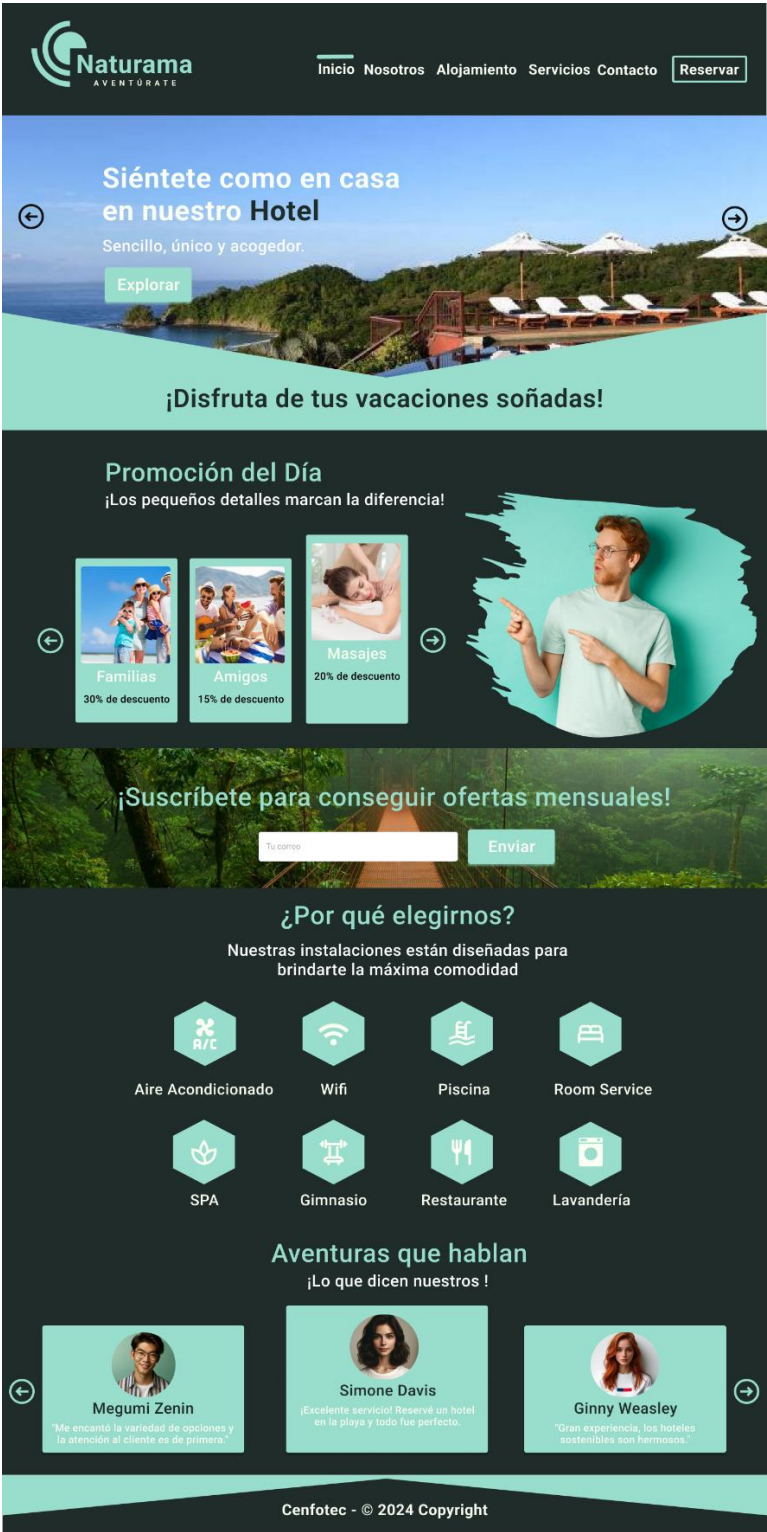 Naturama
AVENTÚRATE
Inicio Nosotros Alojamiento Servicios Contacto Reservar
Siéntete como en casa
en nuestro Hotel
Sencillo, único y acogedor.
Explorar
¡Disfruta de tus vacaciones soñadas!
Promoción del Día
¡Los pequeños detalles marcan la diferencia!
Familias
30% de descuento
Amigos
15% de descuento
Masajes
20% de descuento
¡Suscríbete para conseguir ofertas mensuales!
Tu correo
Enviar
¿Por qué elegirnos?
Nuestras instalaciones están diseñadas para
brindarte la máxima comodidad
A/C
Aire Acondicionado
Wifi
Piscina
Room Service
SPA
Gimnasio
Restaurante
Lavandería
Aventuras que hablan
¡Lo que dicen nuestros !
Megumi Zenin
"Me encantó la variedad de opciones y
la atención al cliente es de primera."
Simone Davis
¡Excelente servicio! Reservé un hotel
en la playa y todo fue perfecto.
Ginny Weasley
"Gran experiencia, los hoteles
sostenibles son hermosos."
Cenfotec - © 2024 Copyright